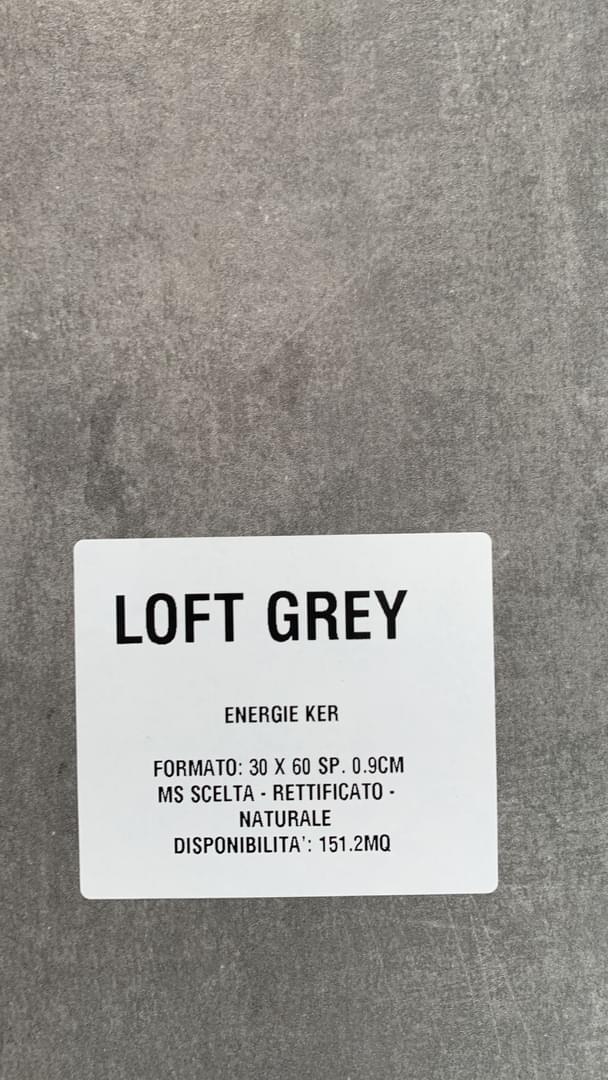 LOFT GREY
ENERGIE KER
FORMATO: 30 X 60 SP. 0.9CM
MS SCELTA - RETTIFICATO -
NATURALE
DISPONIBILITA': 151.2MQ